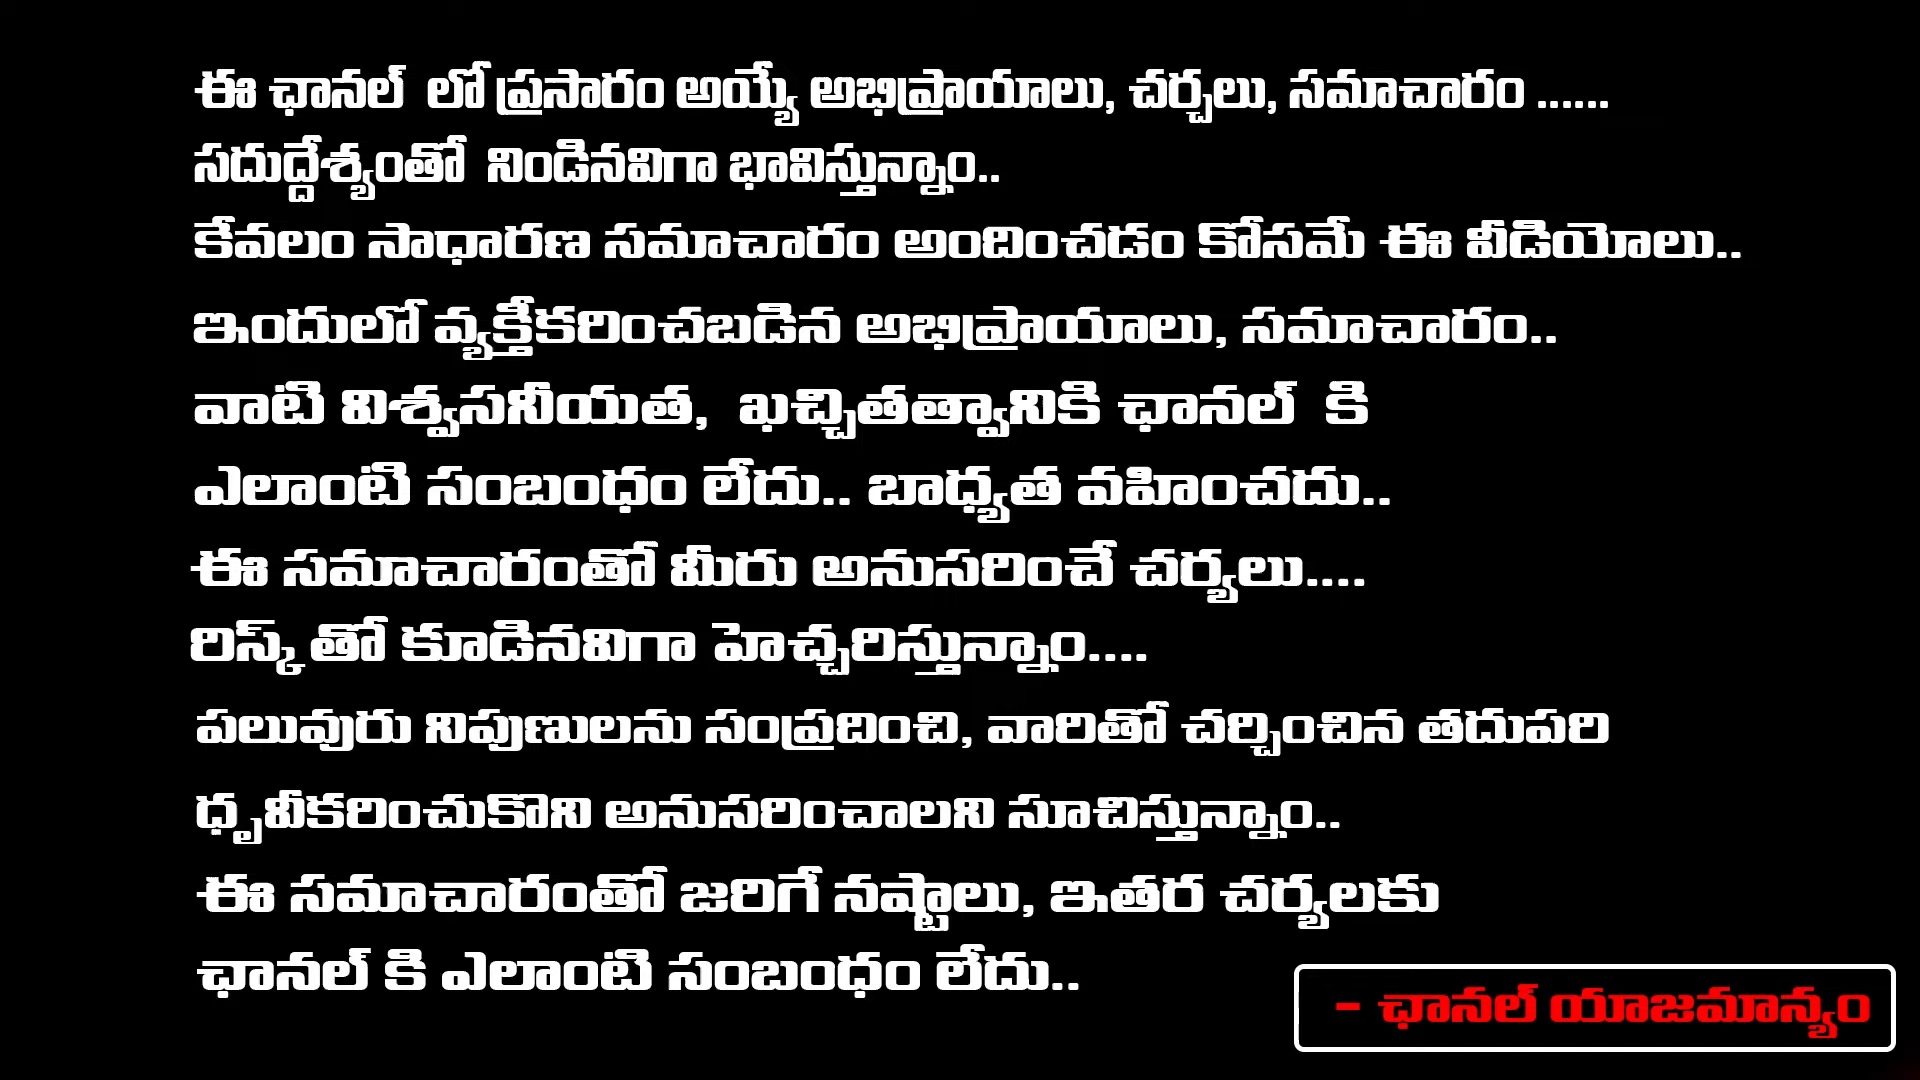 ఈ ఛానల్ లో ప్రసారం అయ్యే అభిప్రాయాలు, చర్చలు, సమాచారం ......
సదుద్దేశ్యంతో నిండినవిగా భావిస్తున్నాం..
కేవలం సాధారణ సమాచారం అందించడం కోసమే ఈ వీడియోలు..
ఇందులో వ్యక్తీకరించబడిన అభిప్రాయాలు, సమాచారం..
వాటి విశ్వసనీయత, ఖచ్చితత్వానికి ఛానల్ కి
ఎలాంటి సంబంధం లేదు.. బాధ్యత వహించదు..
ఈ సమాచారంతో మీరు అనుసరించే చర్యలు....
రిస్క్ తో కూడినవిగా హెచ్చరిస్తున్నాం....
పలువురు నిపుణులను సంప్రదించి, వారితో చర్చించిన తదుపరి
ధృవీకరించుకొని అనుసరించాలని సూచిస్తున్నాం..
ఈ సమాచారంతో జరిగే నష్టాలు, ఇతర చర్యలకు
ఛానల్ కి ఎలాంటి సంబంధం లేదు..
- ఛానల్ యాజమాన్యం